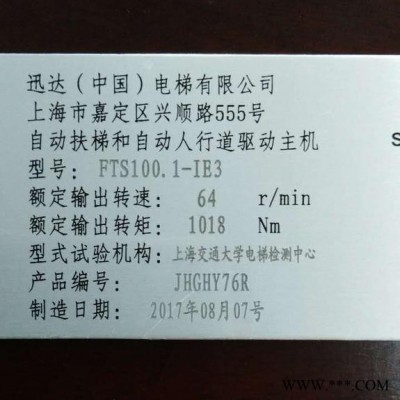 迅达（中国）电梯有限公司
上海市嘉定区兴顺路555号
自动扶梯和自动人行道驱动主机
S
型号： FTS100.1-IE3
额定输出转速： 64 r/min
额定输出转矩： 1018 Nm
型式试验机构：上海交通大学电梯检测中心
产品编号： JHGHY76R
制造日期： 2017年08月07号
WWW.***.COM